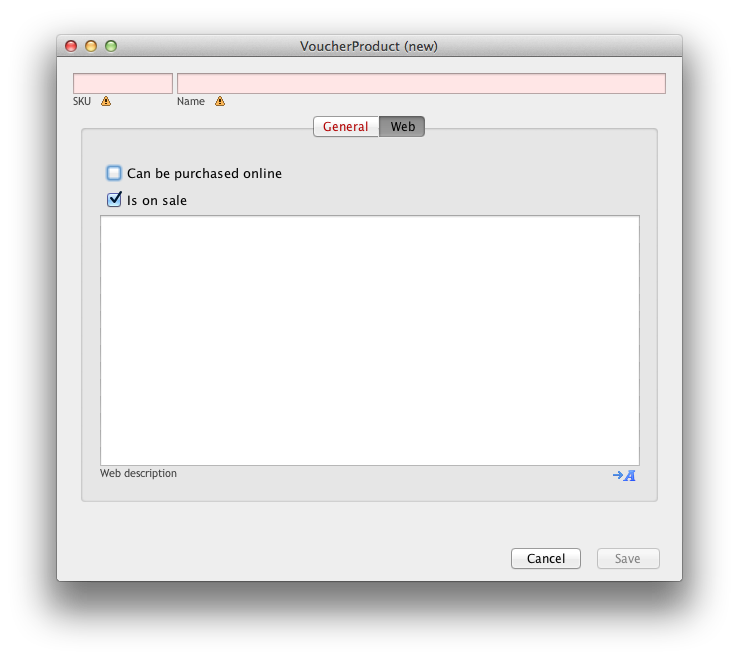 VoucherProduct (new)
SKU Name
General Web
Can be purchased online
Is on sale
Web description
Cancel Save